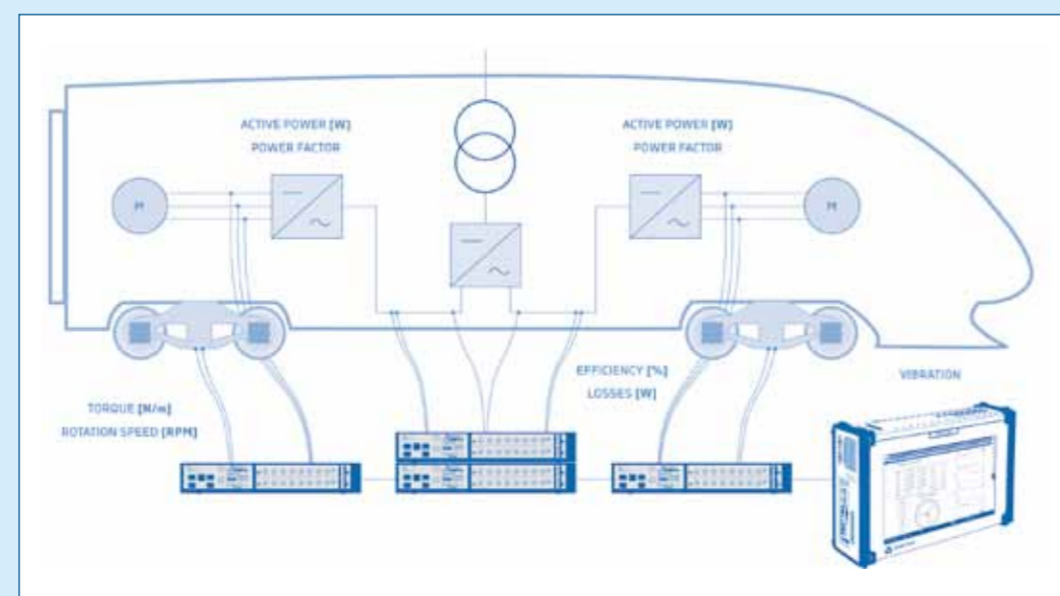 ACTIVE POWER [W]
POWER FACTOR
ACTIVE POWER [W]
POWER FACTOR
M
M
EFFICIENCY [%]
LOSSES [W]
VIBRATION
TORQUE [N/m]
ROTATION SPEED [RPM]